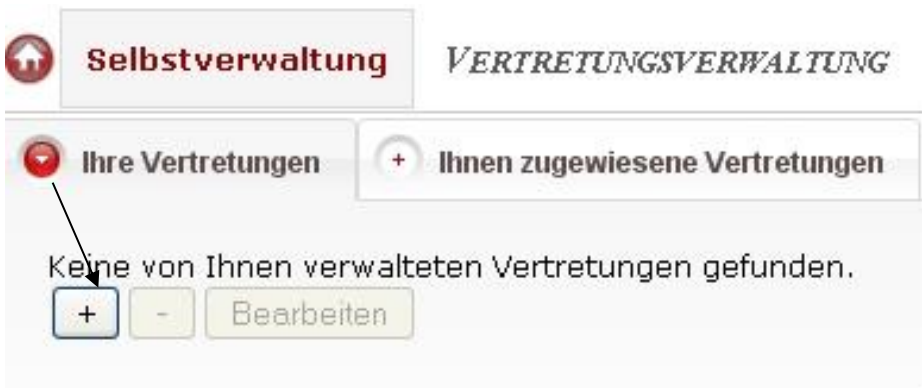 Selbstverwaltung VERTRETUNGSVERWALTUNG
Ihre Vertretungen + Ihnen zugewiesene Vertretungen
Keine von Ihnen verwalteten Vertretungen gefunden.
+ - Bearbeiten